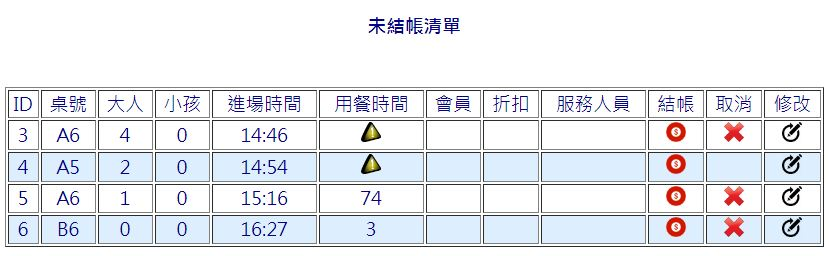 未結帳清單
ID 桌號 大人 小孩 進場時間 用餐時間 會員 折扣 服務人員 結帳 取消 修改
3 A6 4 0 14:46
4 A5 2 0 14:54
5 A6 1 0 15:16 74
6 B6 0 0 16:27 3